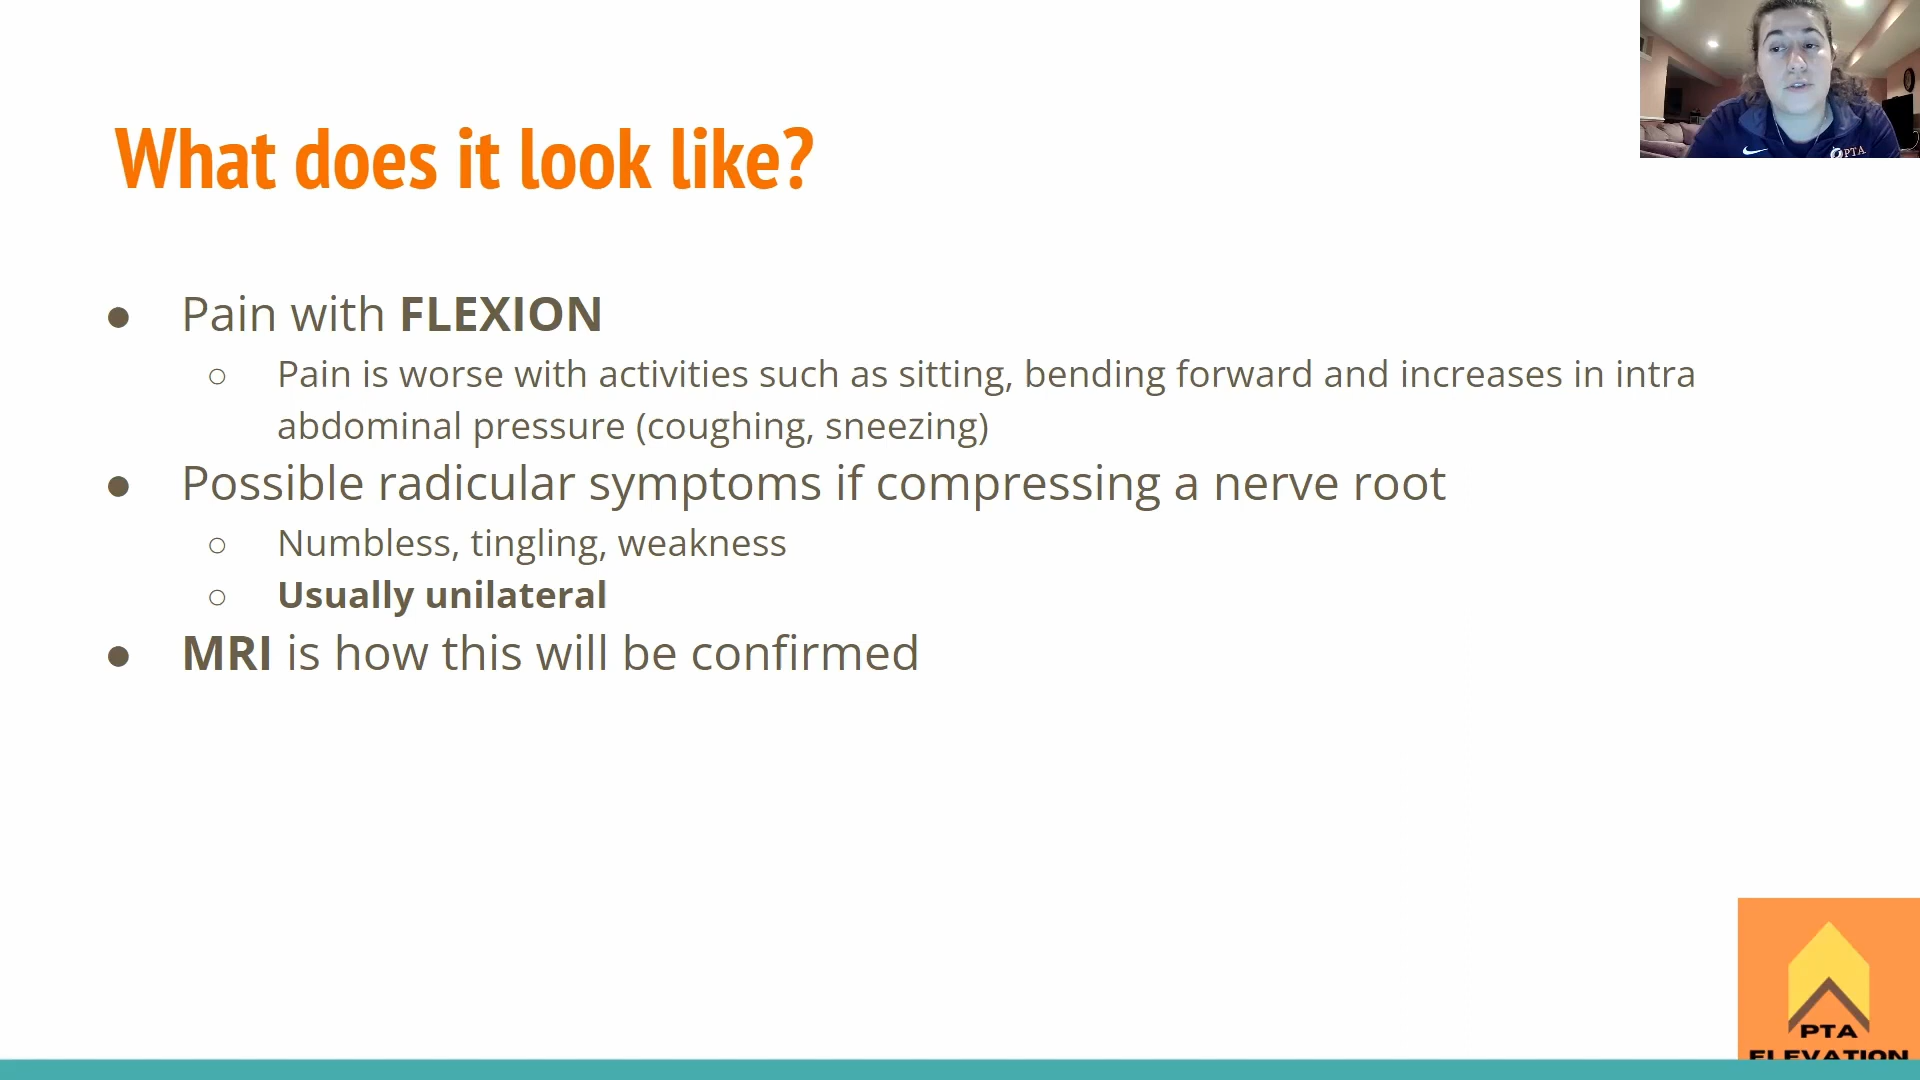 What does it look like?
● Pain with FLEXION
○ Pain is worse with activities such as sitting, bending forward and increases in intra
abdominal pressure (coughing, sneezing)
● Possible radicular symptoms if compressing a nerve root
○ Numbless, tingling, weakness
○ Usually unilateral
● MRI is how this will be confirmed
PTA
PTA
ELEVATION